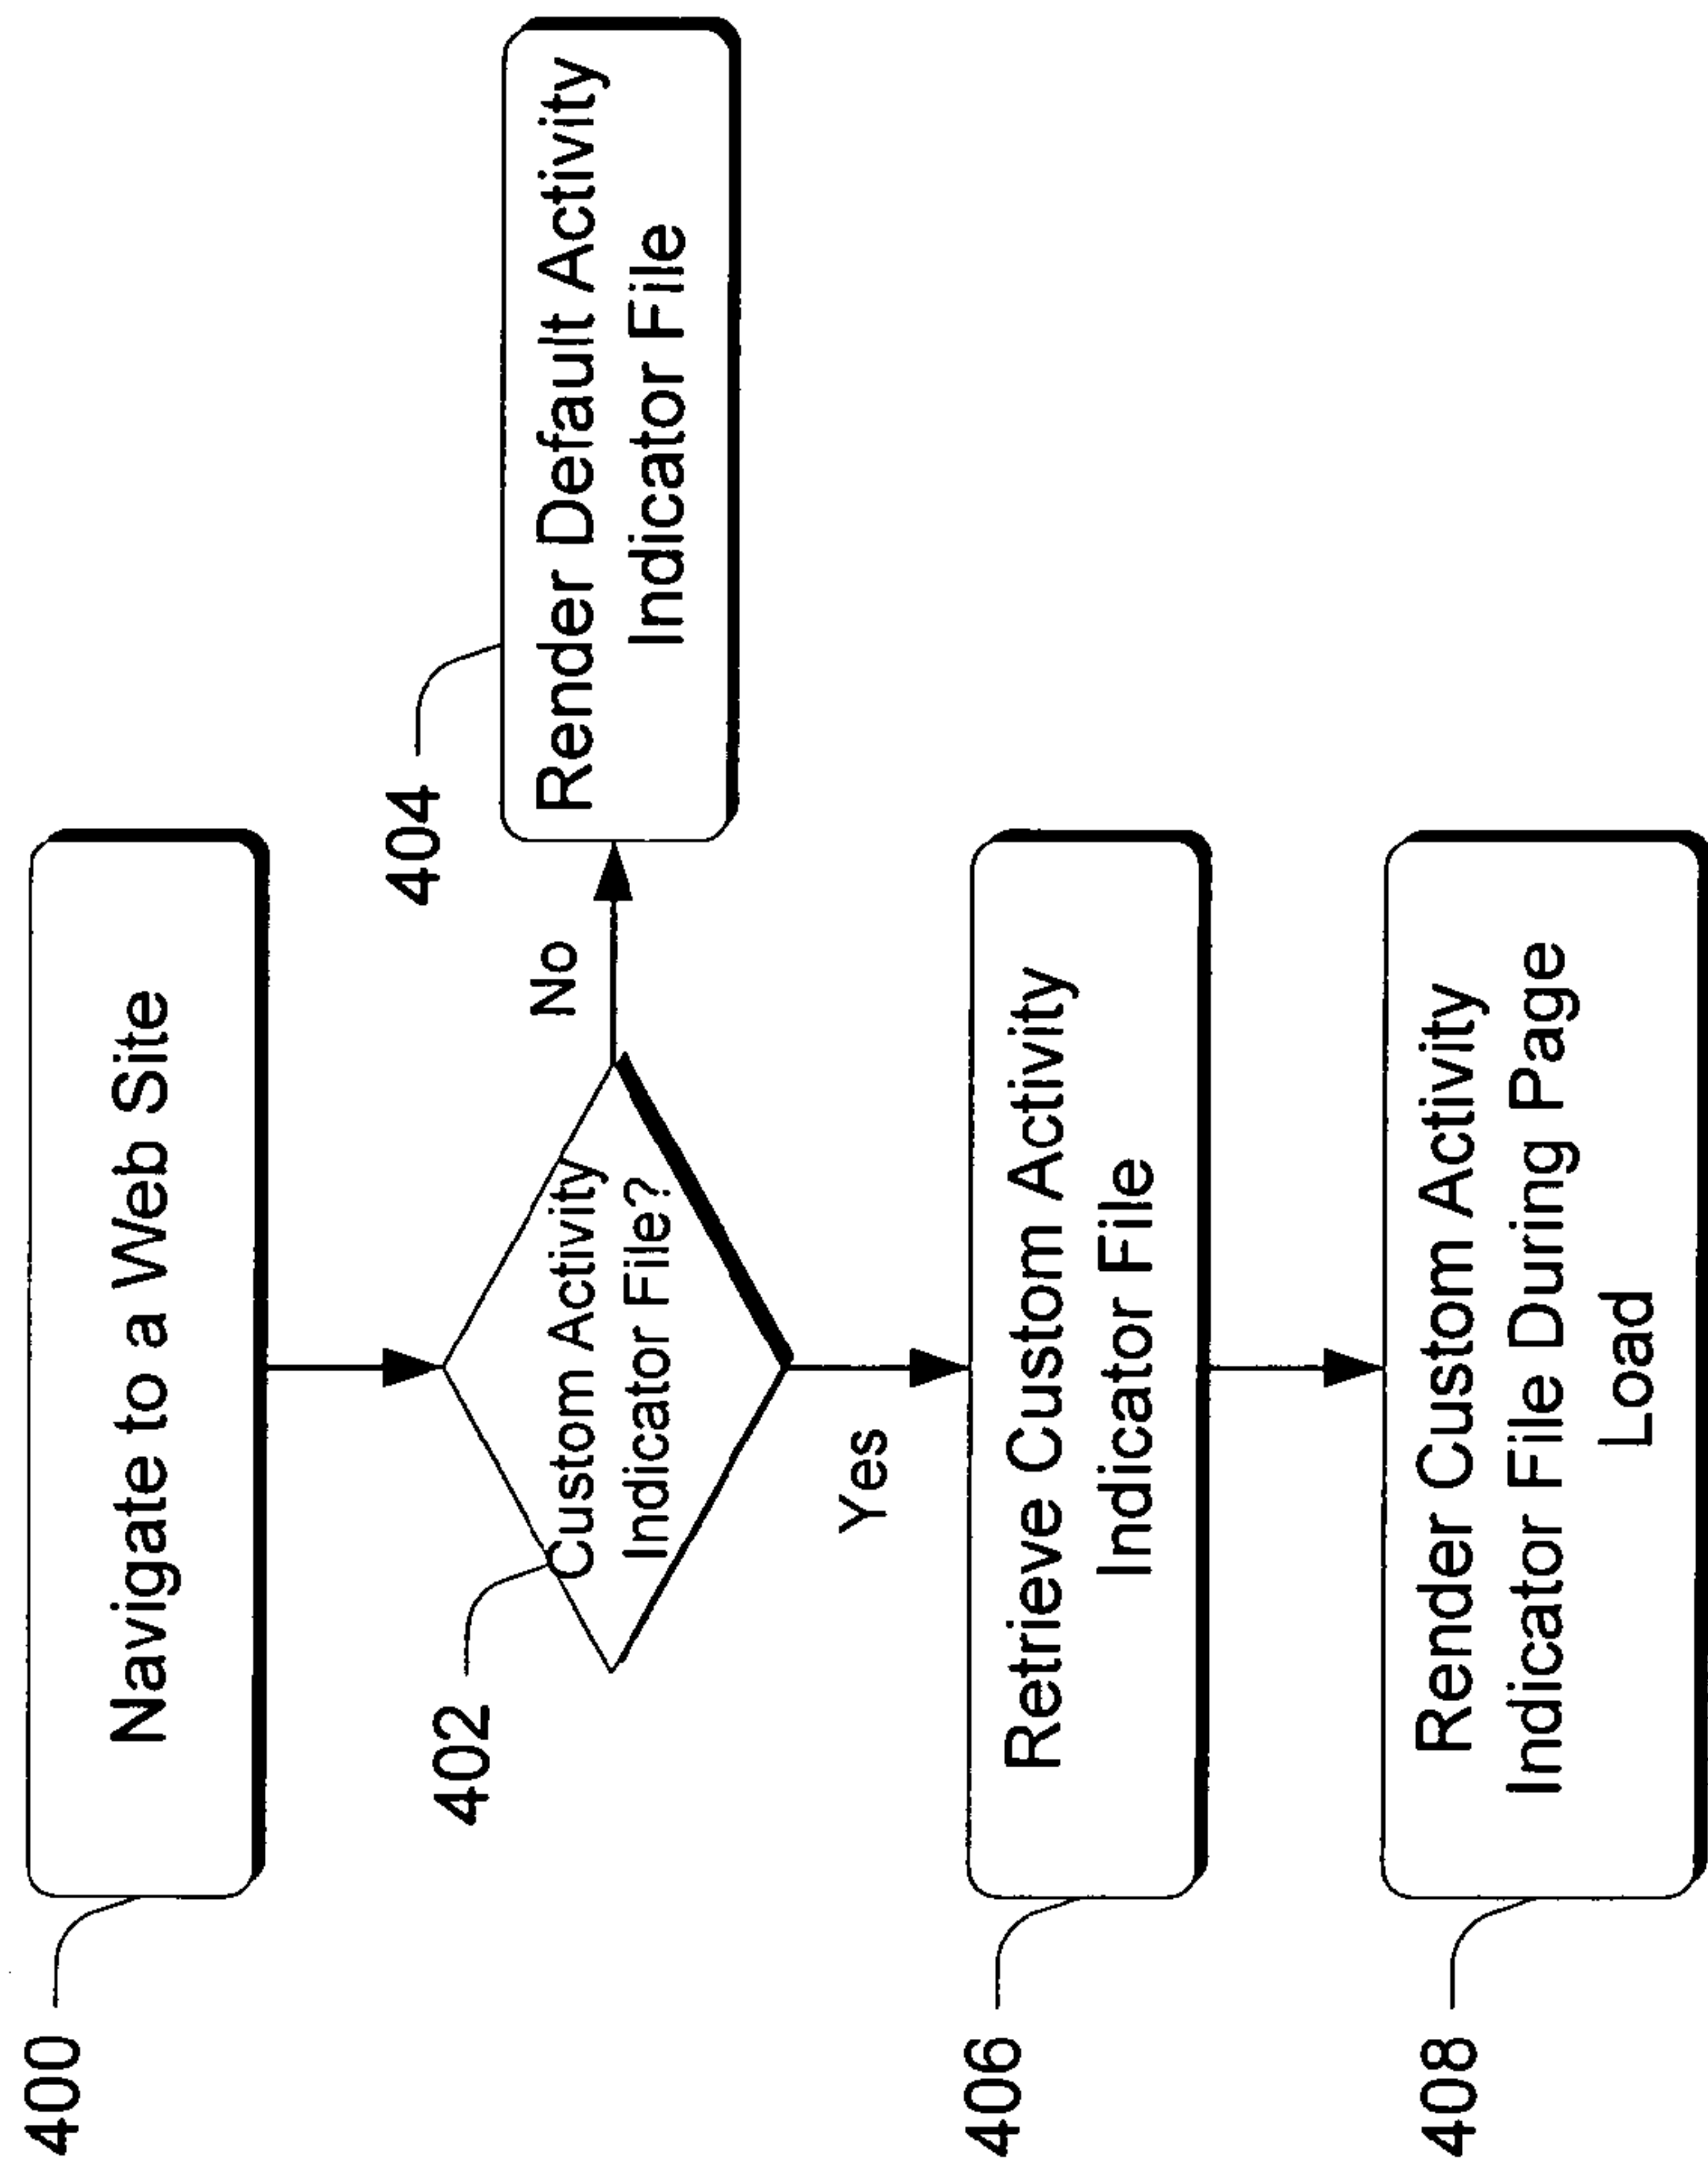 400
Navigate to a Web Site
402
Custom Activity
Indicator File?
No
404
Render Default Activity
Indicator File
Yes
406
Retrieve Custom Activity
Indicator File
408
Render Custom Activity
Indicator File During Page
Load